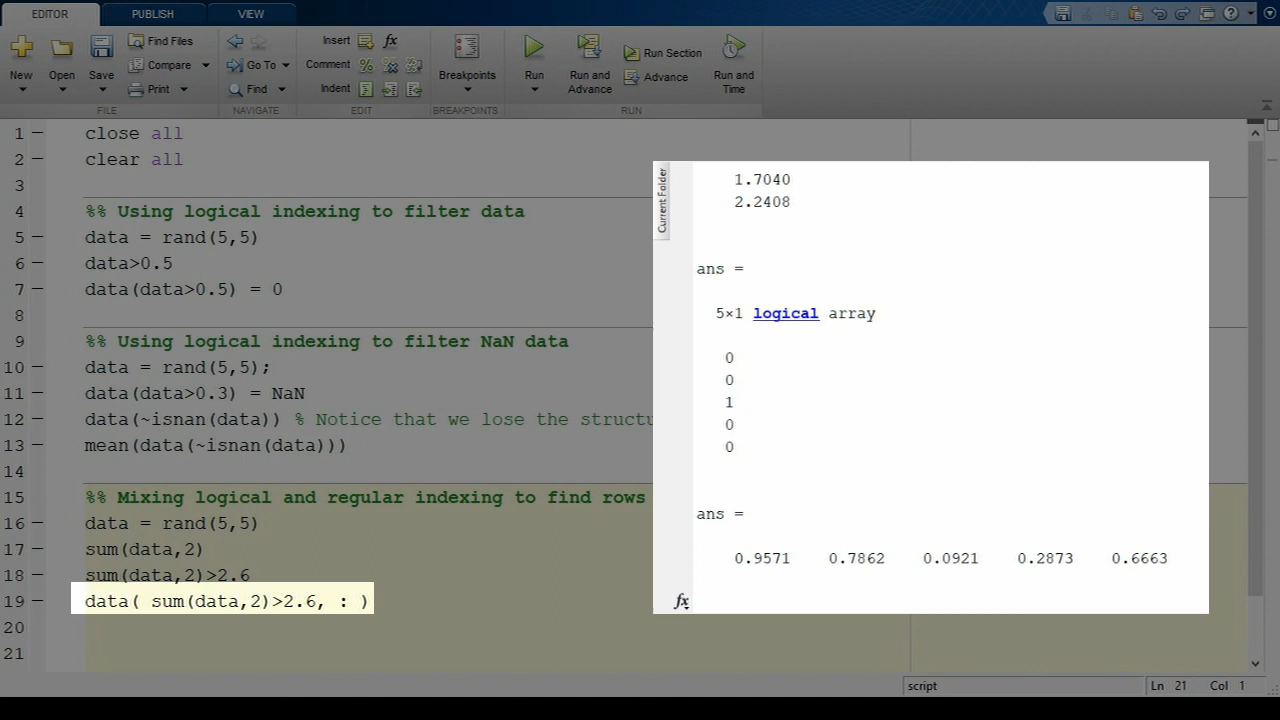 EDITOR PUBLISH VIEW
New Open Save Find Files Compare Print
FILE
Go To Find
NAVIGATE
Insert fx
Comment
Indent
EDIT
Breakpoints
BREAKPOINTS
Run Run and Advance Run Section Advance Run and Time
RUN
1 close all
2 clear all
3
4 %% Using logical indexing to filter data
5 data = rand(5,5)
6 data>0.5
7 data(data>0.5) = 0
8
9 %% Using logical indexing to filter NaN data
10 data = rand(5,5);
11 data(data>0.3) = NaN
12 data(~isnan(data)) % Notice that we lose the structu
13 mean(data(~isnan(data)))
14
15 %% Mixing logical and regular indexing to find rows
16 data = rand(5,5)
17 sum(data,2)
18 sum(data,2)>2.6
19 data( sum(data,2)>2.6, : )
20
21
Current Folder
1.7040
2.2408
ans =
5×1 logical array
0
0
1
0
0
ans =
0.9571 0.7862 0.0921 0.2873 0.6663
fx
script Ln 21 Col 1